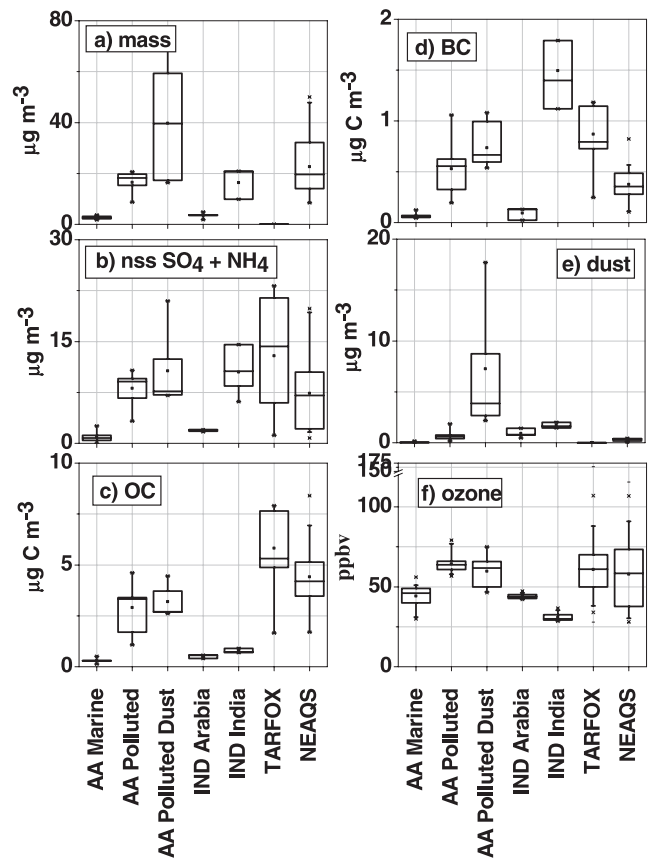 a) mass
80
40
0
µg m-3
b) nss SO4 + NH4
30
15
0
µg m-3
c) OC
10
5
0
µg C m-3
AA Marine
AA Polluted
AA Polluted Dust
IND Arabia
IND India
TARFOX
NEAQS
d) BC
2
1
0
µg C m-3
e) dust
20
10
0
µg m-3
f) ozone
175
150
100
50
0
ppbv
AA Marine
AA Polluted
AA Polluted Dust
IND Arabia
IND India
TARFOX
NEAQS